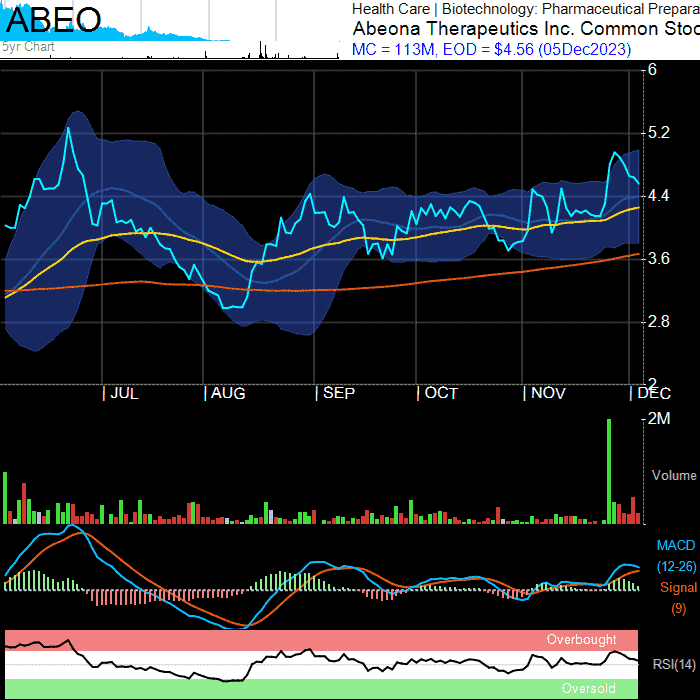 ABEO
5yr Chart
Health Care | Biotechnology: Pharmaceutical Prepara
Abeona Therapeutics Inc. Common Stoc
MC = 113M, EOD = $4.56 (05Dec2023)
6
5.2
4.4
3.6
2.8
2
| JUL | AUG | SEP | OCT | NOV | DEC
2M
Volume
MACD
(12-26)
Signal
(9)
Overbought
RSI(14)
Oversold